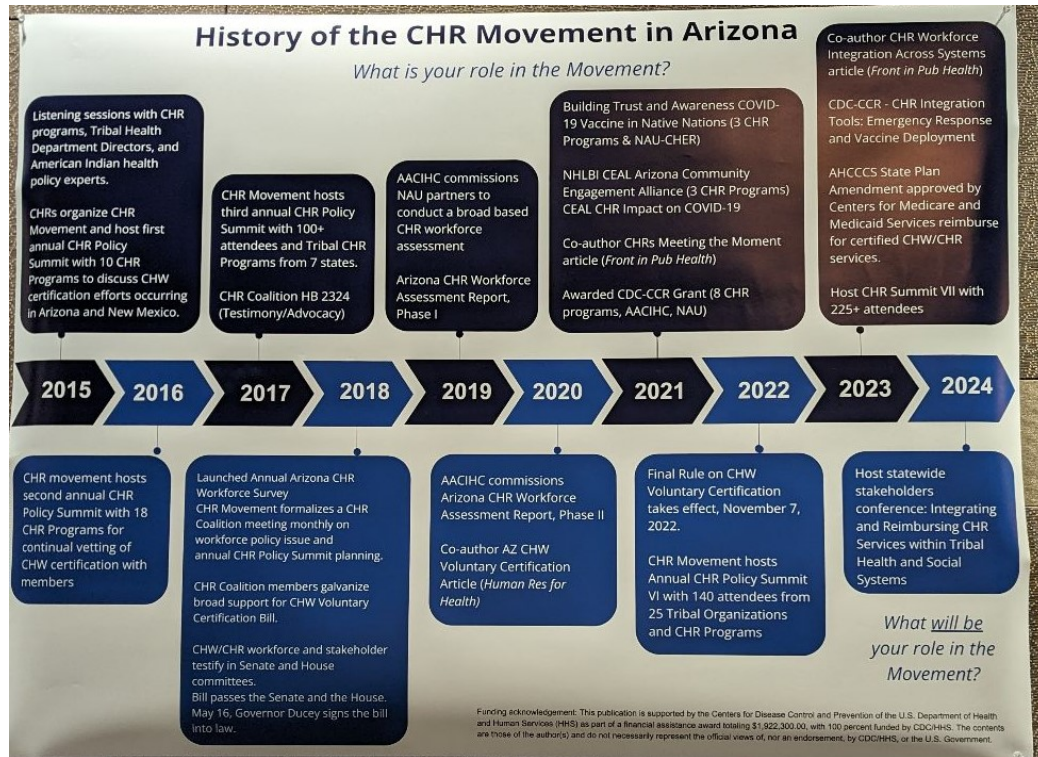 History of the CHR Movement in Arizona
What is your role in the Movement?
Listening sessions with CHR
programs, Tribal Health
Department Directors, and
American Indian health
policy experts.
CHRs organize CHR
Movement and host first
annual CHR Policy
Summit with 10 CHR
Programs to discuss CHW
certification efforts occurring
in Arizona and New Mexico.
CHR Movement hosts
third annual CHR Policy
Summit with 100+
attendees and Tribal CHR
Programs from 7 states.
CHR Coalition HB 2324
(Testimony/Advocacy)
AACIHC commissions
NAU partners to
conduct a broad based
CHR workforce
assessment
Arizona CHR Workforce
Assessment Report,
Phase I
Building Trust and Awareness COVID-
19 Vaccine in Native Nations (3 CHR
Programs & NAU-CHER)
NHLBI CEAL Arizona Community
Engagement Alliance (3 CHR Programs)
CEAL CHR Impact on COVID-19
Co-author CHRs Meeting the Moment
article (Front in Pub Health)
Awarded CDC-CCR Grant (8 CHR
programs, AACIHC, NAU)
Co-author CHR Workforce
Integration Across Systems
article (Front in Pub Health)
CDC-CCR - CHR Integration
Tools: Emergency Response
and Vaccine Deployment
AHCCCS State Plan
Amendment approved by
Centers for Medicare and
Medicaid Services reimburse
for certified CHW/CHR
services.
Host CHR Summit VII with
225+ attendees
2015 2016 2017 2018 2019 2020 2021 2022 2023 2024
CHR movement hosts
second annual CHR
Policy Summit with 18
CHR Programs for
continual vetting of
CHW certification with
members
Launched Annual Arizona CHR
Workforce Survey
CHR Movement formalizes a CHR
Coalition meeting monthly on
workforce policy issue and
annual CHR Policy Summit planning.
CHR Coalition members galvanize
broad support for CHW Voluntary
Certification Bill.
CHW/CHR workforce and stakeholder
testify in Senate and House
committees.
Bill passes the Senate and the House.
May 16, Governor Ducey signs the bill
into law.
AACIHC commissions
Arizona CHR Workforce
Assessment Report, Phase II
Co-author AZ CHW
Voluntary Certification
Article (Human Res for
Health)
Final Rule on CHW
Voluntary Certification
takes effect, November 7,
2022.
CHR Movement hosts
Annual CHR Policy Summit
VI with 140 attendees from
25 Tribal Organizations
and CHR Programs
Host statewide
stakeholders
conference: Integrating
and Reimbursing CHR
Services within Tribal
Health and Social
Systems
What will be
your role in the
Movement?
Funding acknowledgement: This publication is supported by the Centers for Disease Control and Prevention of the U.S. Department of Health
and Human Services (HHS) as part of a financial assistance award totaling $1,922,300.00, with 100 percent funded by CDC/HHS. The contents
are those of the author(s) and do not necessarily represent the official views of, nor an endorsement, by CDC/HHS, or the U.S. Government.